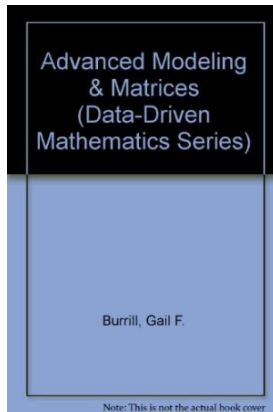 Advanced Modeling
& Matrices
(Data-Driven
Mathematics Series)
Burrill, Gail F.
Note: This is not the actual book cover